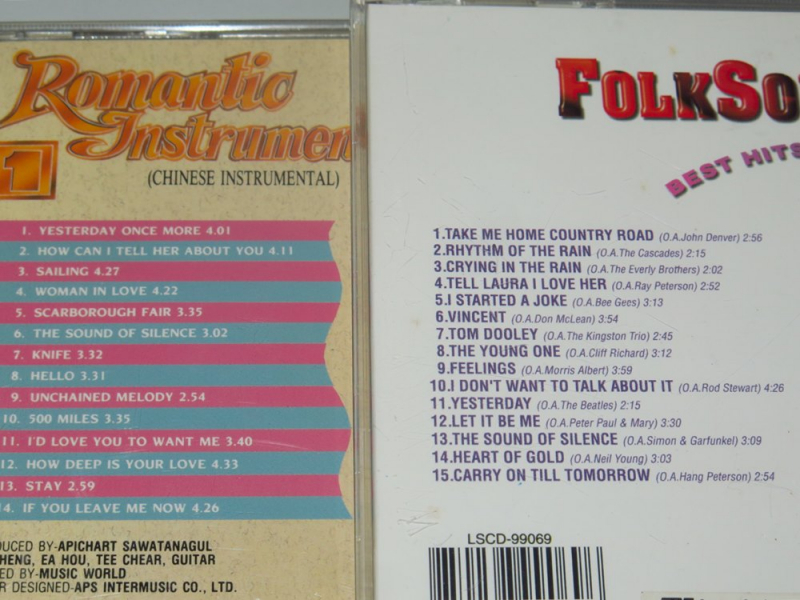 Romantic
Instrumen
1
(CHINESE INSTRUMENTAL)
1. YESTERDAY ONCE MORE 4.01
2. HOW CAN I TELL HER ABOUT YOU 4.11
3. SAILING 4.27
4. WOMAN IN LOVE 4.22
5. SCARBOROUGH FAIR 3.35
6. THE SOUND OF SILENCE 3.02
7. KNIFE 3.32
8. HELLO 3.31
9. UNCHAINED MELODY 2.54
10. 500 MILES 3.35
11. I'D LOVE YOU TO WANT ME 3.40
12. HOW DEEP IS YOUR LOVE 4.33
13. STAY 2.59
14. IF YOU LEAVE ME NOW 4.26
DUCED BY-APICHART SAWATANAGUL
HENG, EA HOU, TEE CHEAR, GUITAR
ED BY-MUSIC WORLD
R DESIGNED-APS INTERMUSIC CO., LTD.
FOLKSO
BEST HITS
1.TAKE ME HOME COUNTRY ROAD (O.A.John Denver) 2:56
2.RHYTHM OF THE RAIN (O.A.The Cascades) 2:15
3.CRYING IN THE RAIN (O.A.The Everly Brothers) 2:02
4.TELL LAURA I LOVE HER (O.A.Ray Peterson) 2:52
5.I STARTED A JOKE (O.A.Bee Gees) 3:13
6.VINCENT (O.A.Don McLean) 3:54
7.TOM DOOLEY (O.A.The Kingston Trio) 2:45
8.THE YOUNG ONE (O.A.Cliff Richard) 3:12
9.FEELINGS (O.A.Morris Albert) 3:59
10.I DON'T WANT TO TALK ABOUT IT (O.A.Rod Stewart) 4:26
11.YESTERDAY (O.A.The Beatles) 2:15
12.LET IT BE ME (O.A.Peter Paul & Mary) 3:30
13.THE SOUND OF SILENCE (O.A.Simon & Garfunkel) 3:09
14.HEART OF GOLD (O.A.Neil Young) 3:03
15.CARRY ON TILL TOMORROW (O.A.Hang Peterson) 2:54
LSCD-99069